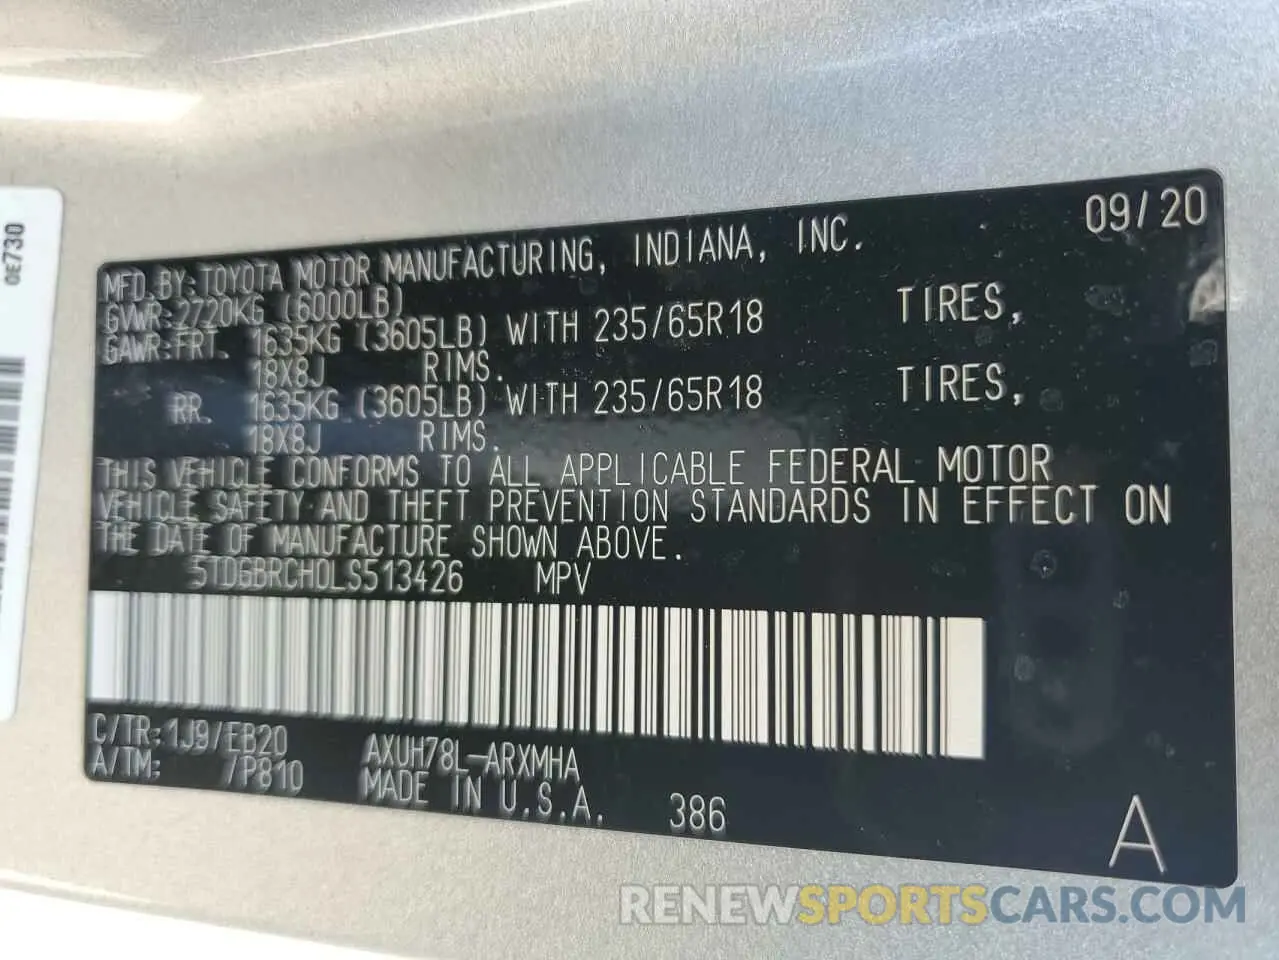 0E730
09/20
MFD. BY: TOYOTA MOTOR MANUFACTURING, INDIANA, INC.
GVWR: 2720KG (6000LB)
GAWR: FRT. 1635KG (3605LB) WITH 235/65R18 TIRES,
18X8J RIMS.
RR. 1635KG (3605LB) WITH 235/65R18 TIRES,
18X8J RIMS.
THIS VEHICLE CONFORMS TO ALL APPLICABLE FEDERAL MOTOR
VEHICLE SAFETY AND THEFT PREVENTION STANDARDS IN EFFECT ON
THE DATE OF MANUFACTURE SHOWN ABOVE.
5TDGBRCH0LS513426 MPV
C/TR: 1J9/EB20 AXUH78L-ARXMHA
A/TM: /P810 MADE IN U.S.A. 386
A
RENEWSPORTSCARS.COM